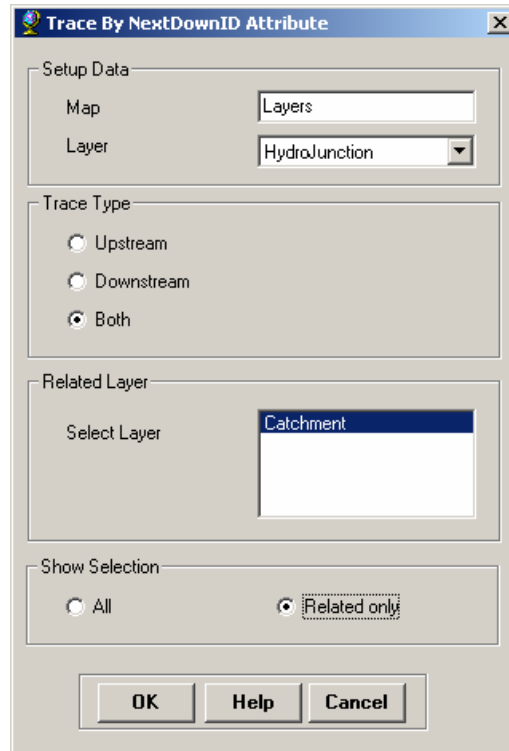 Trace By NextDownID Attribute
Setup Data
Map Layers
Layer HydroJunction
Trace Type
Upstream
Downstream
Both
Related Layer
Select Layer Catchment
Show Selection
All Related only
OK Help Cancel